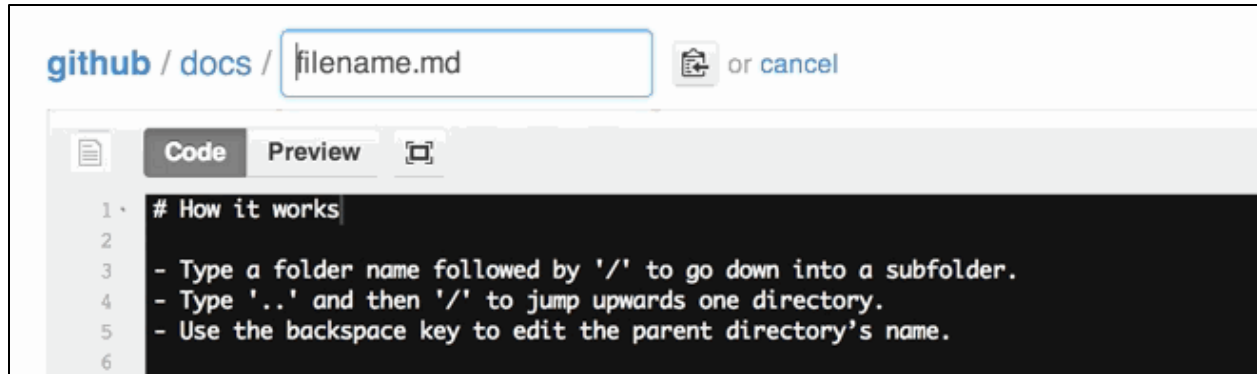 github / docs / filename.md or cancel
Code Preview
1 # How it works
2
3 - Type a folder name followed by '/' to go down into a subfolder.
4 - Type '..' and then '/' to jump upwards one directory.
5 - Use the backspace key to edit the parent directory’s name.
6